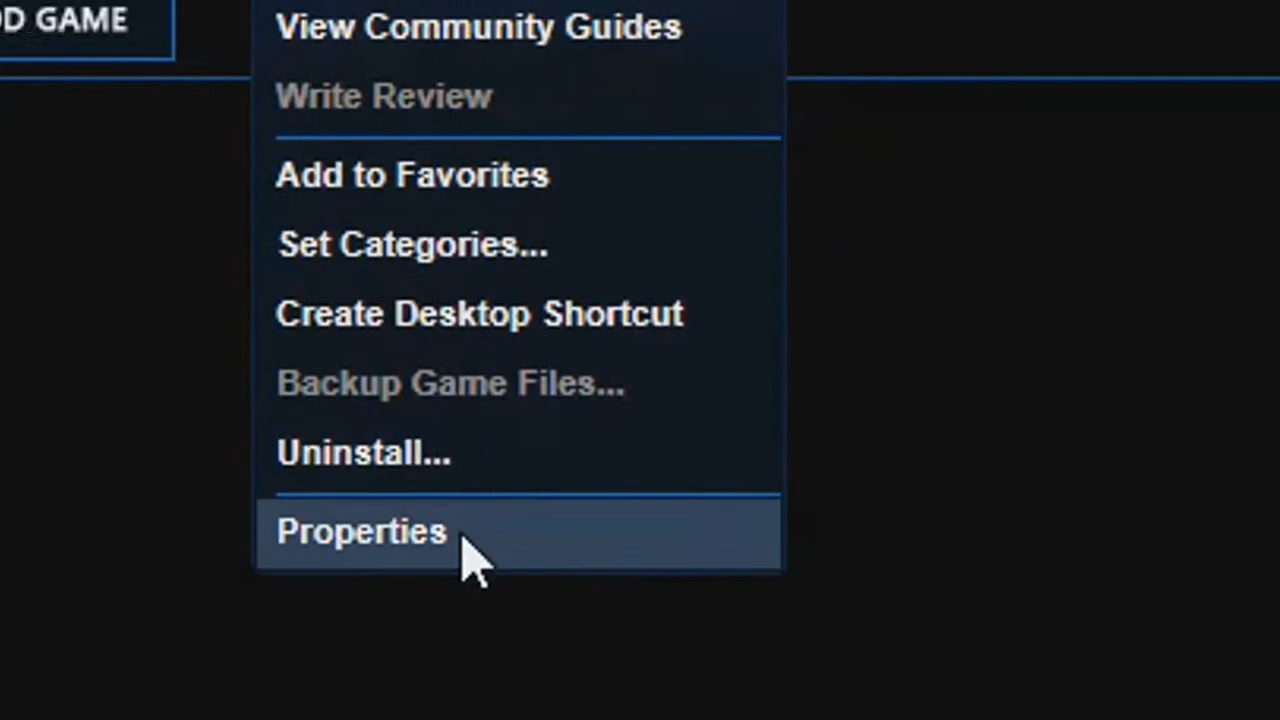 D GAME
View Community Guides
Write Review
Add to Favorites
Set Categories...
Create Desktop Shortcut
Backup Game Files...
Uninstall...
Properties